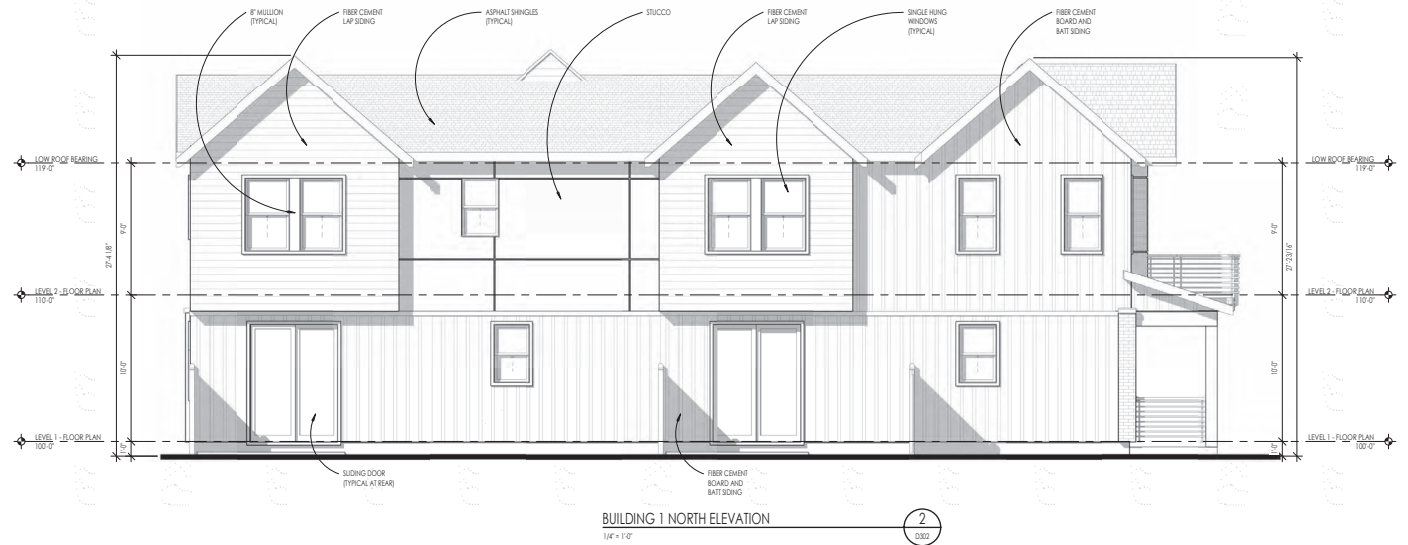 8" MULLION
(TYPICAL)
FIBER CEMENT
LAP SIDING
ASPHALT SHINGLES
(TYPICAL)
STUCCO
FIBER CEMENT
LAP SIDING
SINGLE HUNG
WINDOWS
(TYPICAL)
FIBER CEMENT
BOARD AND
BATT SIDING
LOW ROOF BEARING
119'-0"
LOW ROOF BEARING
119'-0"
9'-0"
27'-4 1/8"
9'-0"
27'-23/16"
LEVEL 2 - FLOOR PLAN
110'-0"
LEVEL 2 - FLOOR PLAN
110'-0"
10'-0"
10'-0"
LEVEL 1 - FLOOR PLAN
100'-0"
LEVEL 1 - FLOOR PLAN
100'-0"
1'-0"
1'-0"
SLIDING DOOR
(TYPICAL AT REAR)
FIBER CEMENT
BOARD AND
BATT SIDING
BUILDING 1 NORTH ELEVATION
1/4" = 1'-0"
2
D302